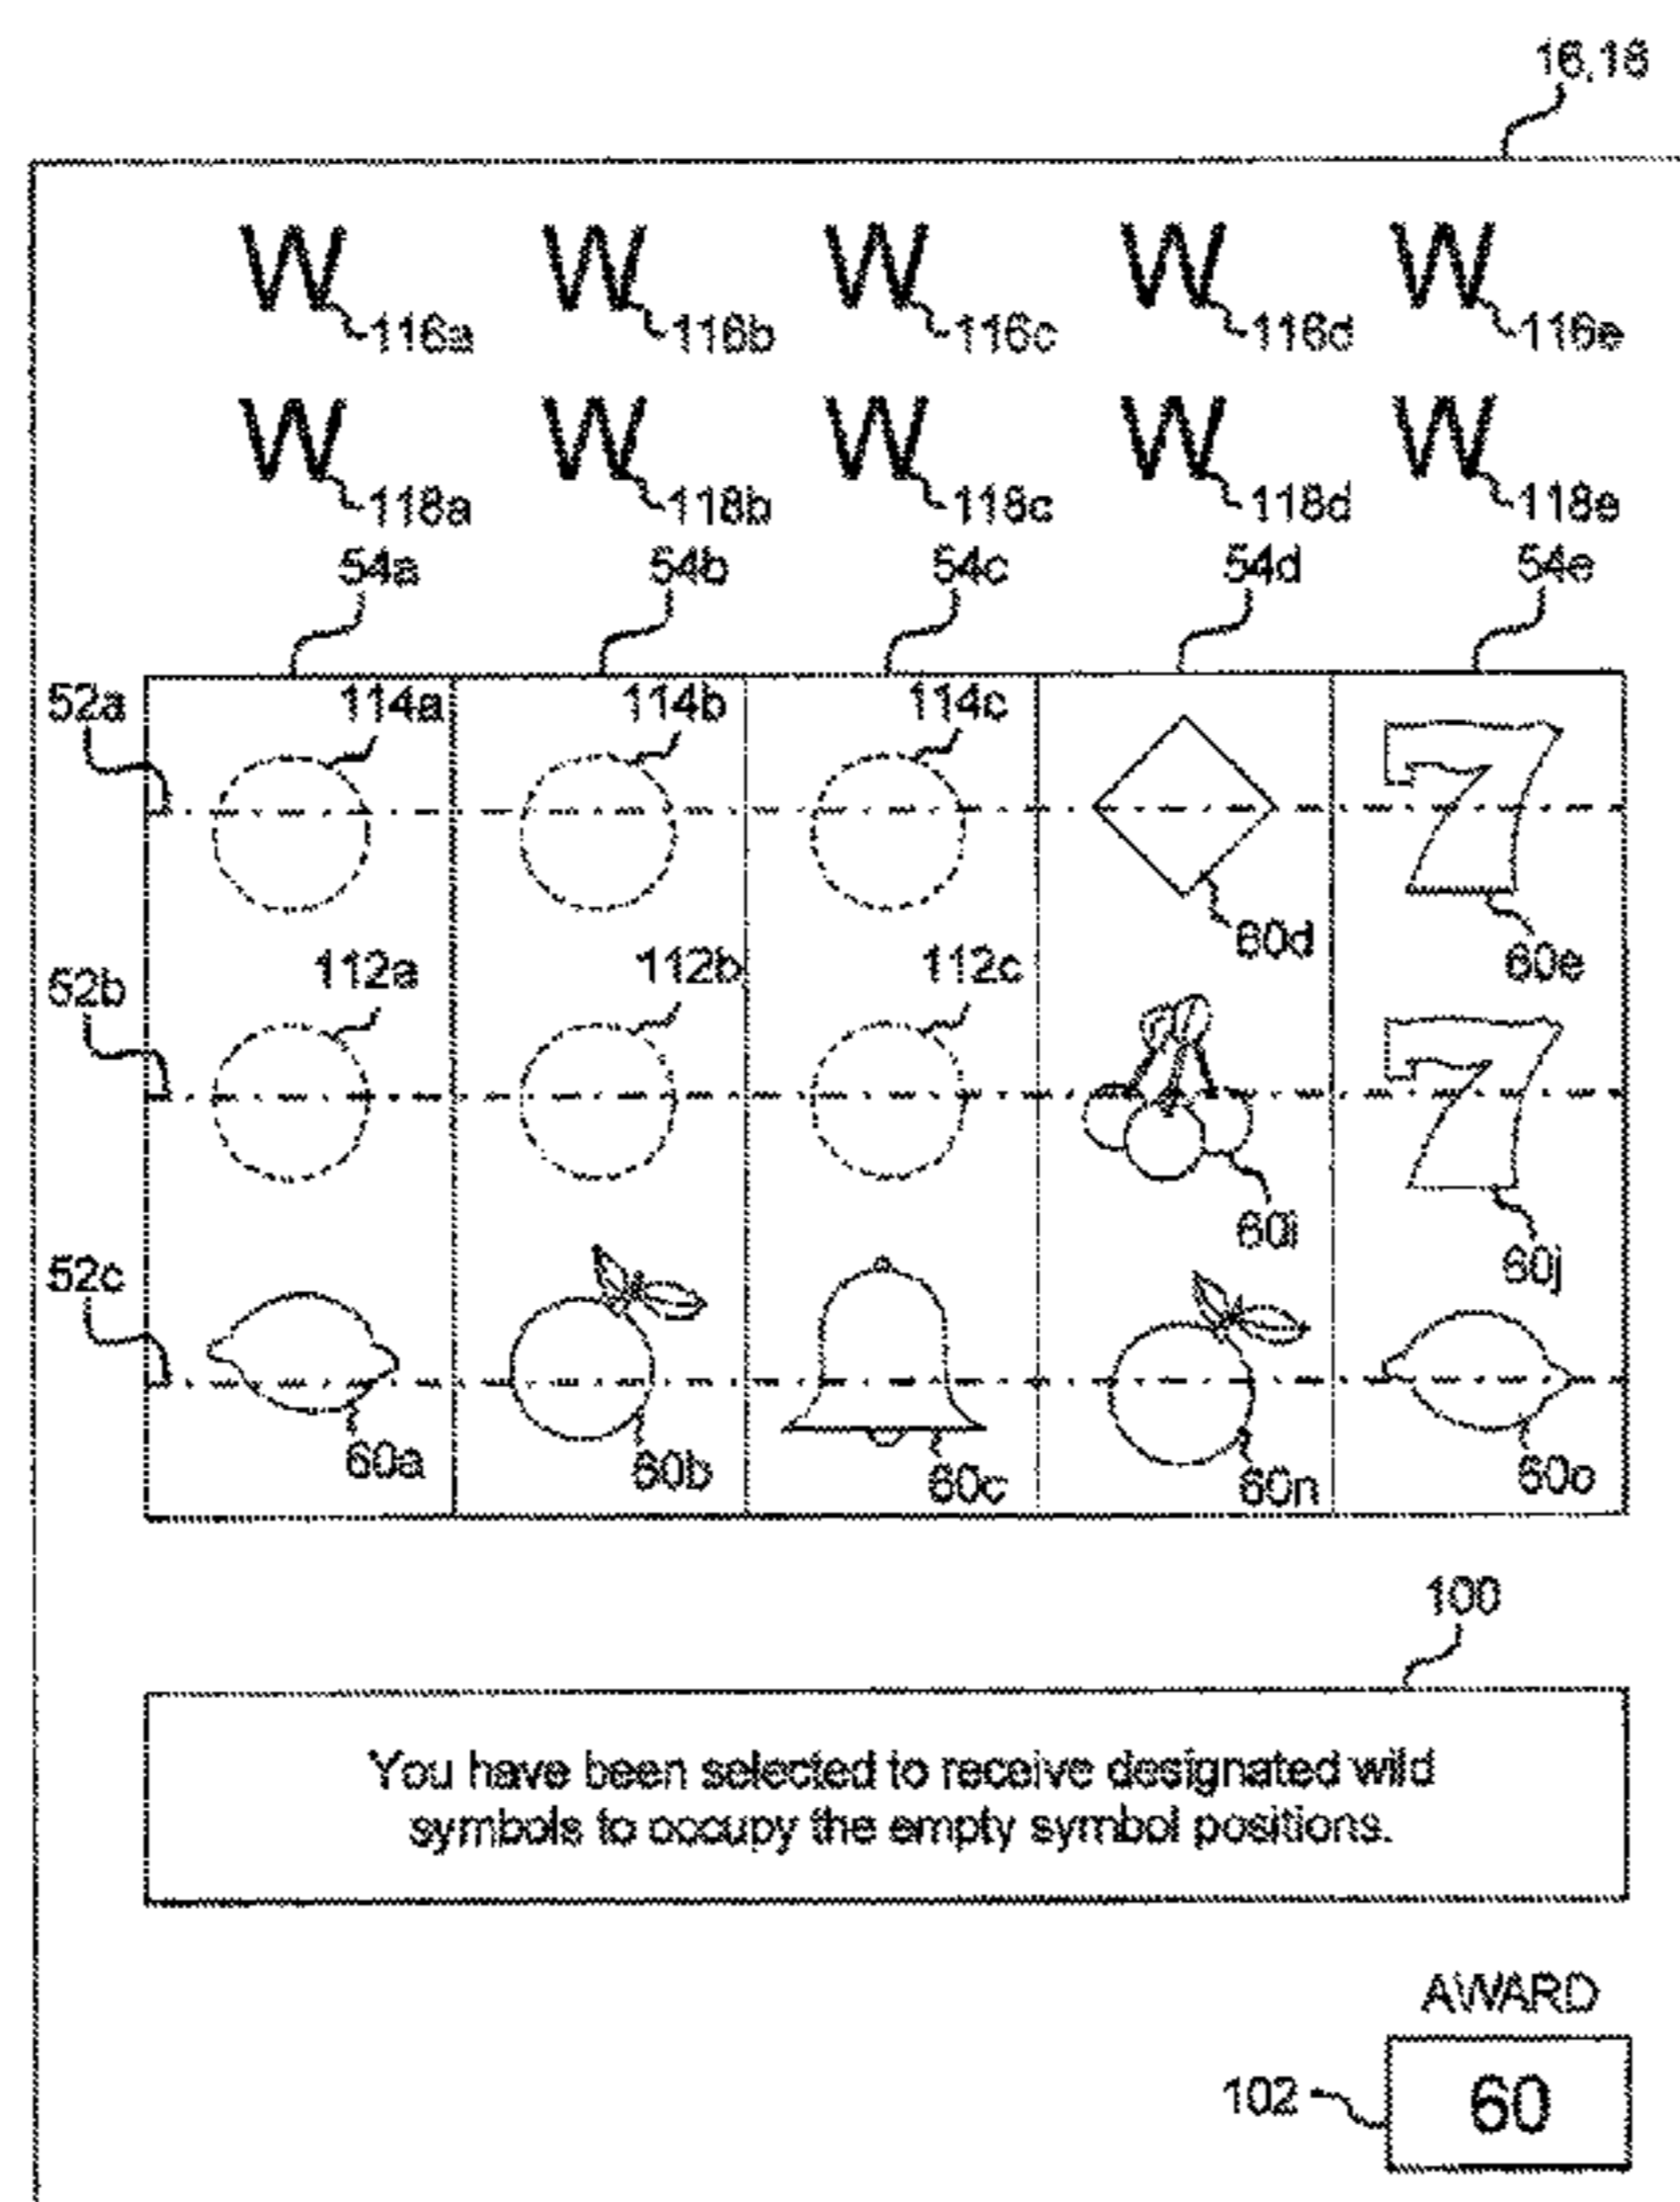 16,18
W W W W W
116a 116b 116c 116d 116e
W W W W W
118a 118b 118c 118d 118e
54a 54b 54c 54d 54e
52a 114a 114b 114c 7
60d 60e
52b 112a 112b 112c 7
60i 60j
52c
60a 60b 60c 60n 60o
100
You have been selected to receive designated wild
symbols to occupy the empty symbol positions.
AWARD
102 60